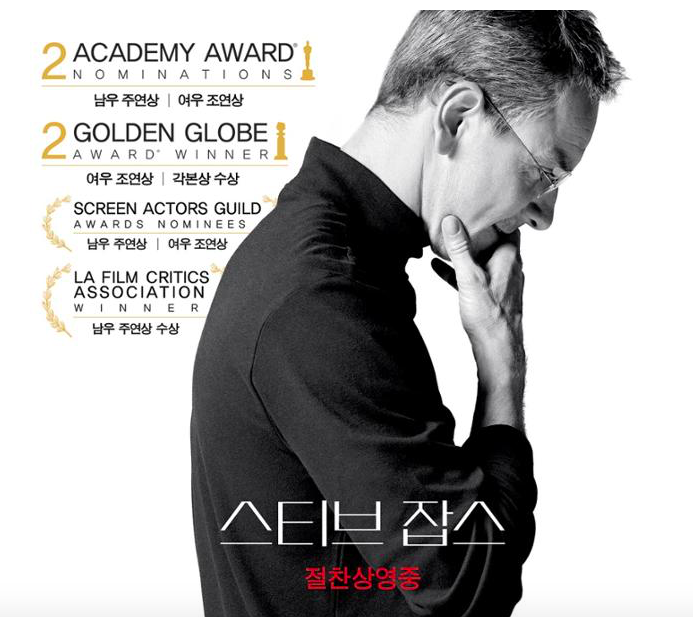 2 ACADEMY AWARD®
NOMINATIONS
남우 주연상 | 여우 조연상
2 GOLDEN GLOBE
AWARD® WINNER
여우 조연상 | 각본상 수상
SCREEN ACTORS GUILD
AWARDS NOMINEES
남우 주연상 | 여우 조연상
LA FILM CRITICS
ASSOCIATION
WINNER
남우 주연상 수상
스티브 잡스
절찬상영중